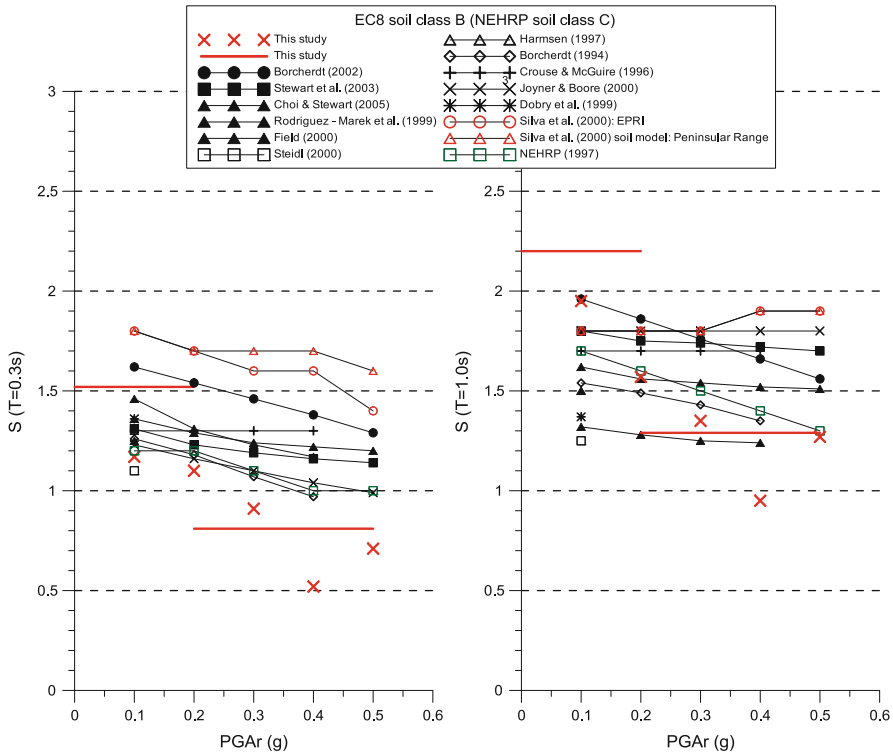 EC8 soil class B (NEHRP soil class C)
This study
This study
Borcherdt (2002)
Stewart et al. (2003)
Choi & Stewart (2005)
Rodriguez - Marek et al. (1999)
Field (2000)
Steidl (2000)
Harmsen (1997)
Borcherdt (1994)
Crouse & McGuire (1996)
Joyner & Boore (2000)
Dobry et al. (1999)
Silva et al. (2000): EPRI
Silva et al. (2000) soil model: Peninsular Range
NEHRP (1997)
3
2.5
2
1.5
1
0.5
0
S (T=0.3s)
0 0.1 0.2 0.3 0.4 0.5 0.6
PGAr (g)
3
2.5
2
1.5
1
0.5
0
S (T=1.0s)
0 0.1 0.2 0.3 0.4 0.5 0.6
PGAr (g)